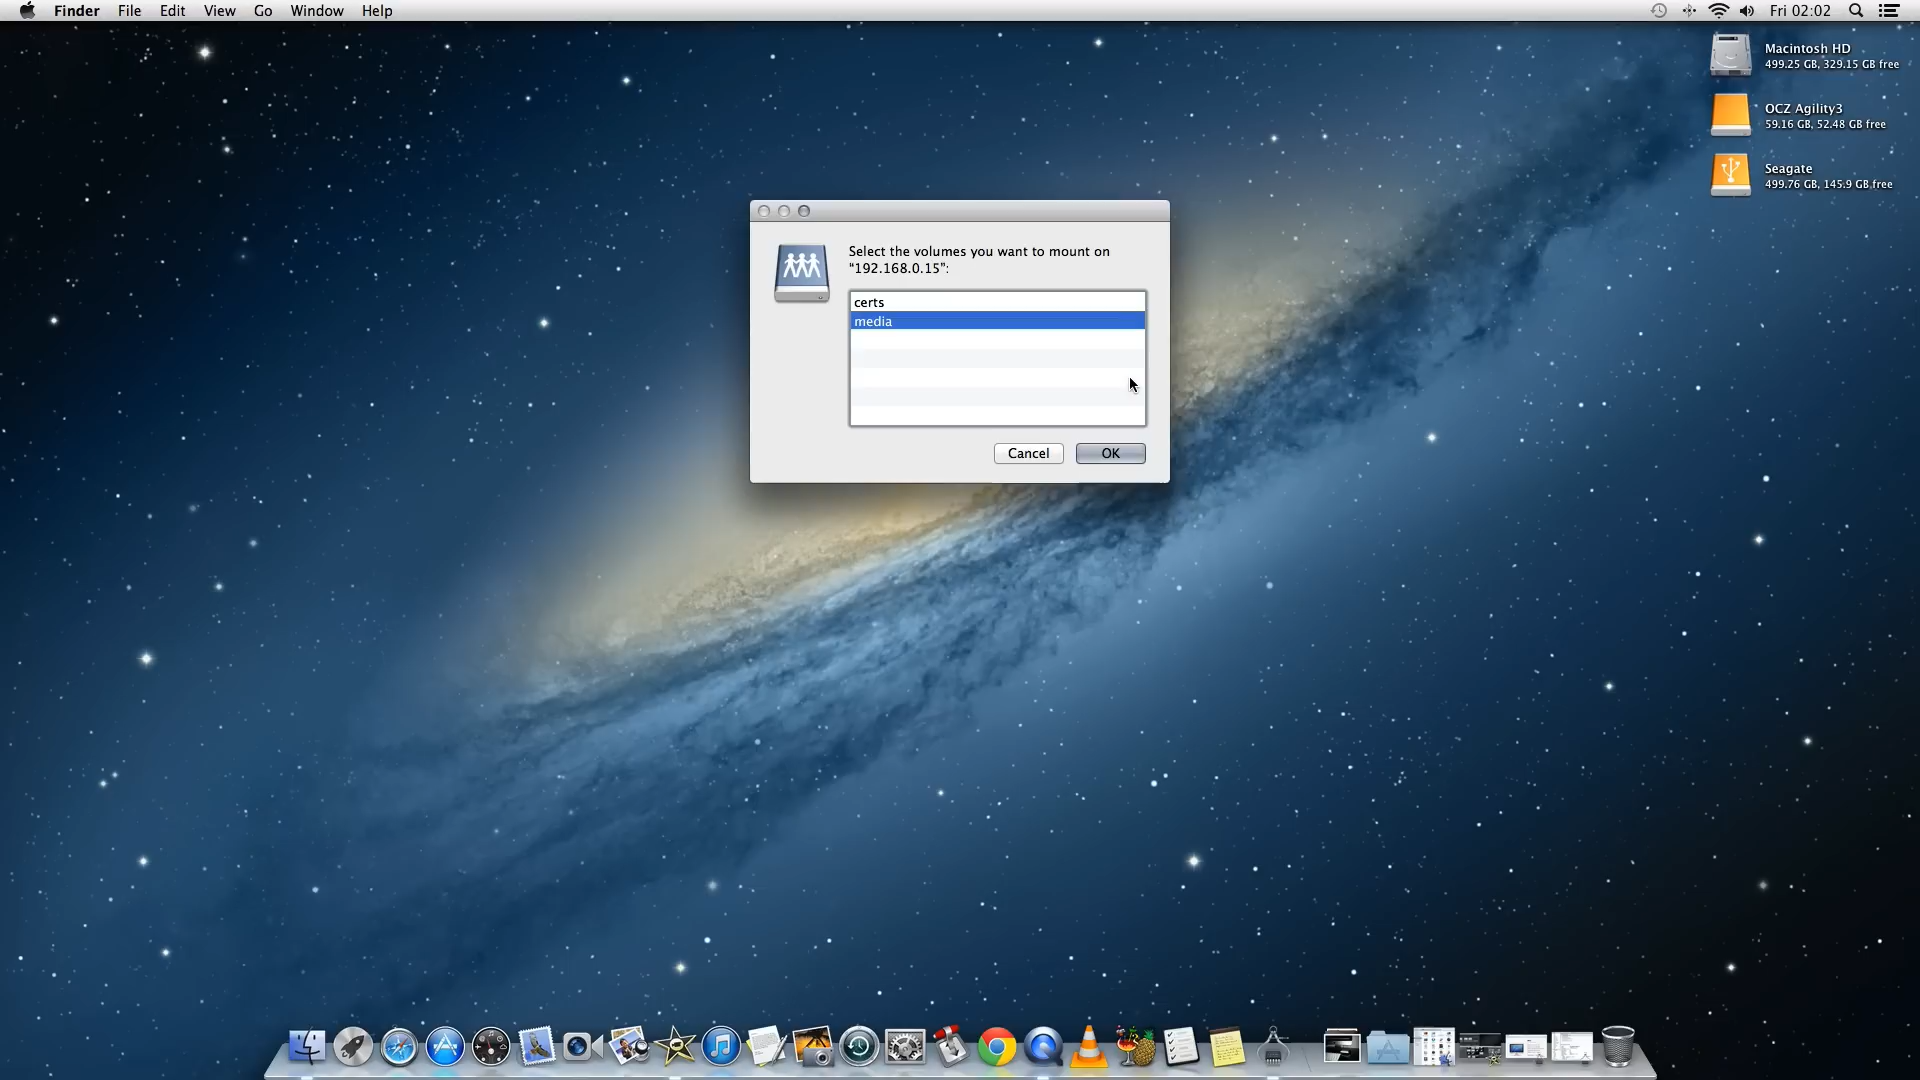 Finder File Edit View Go Window Help Fri 02:02
Macintosh HD
499.25 GB, 329.15 GB free
OCZ Agility3
59.16 GB, 52.48 GB free
Seagate
499.76 GB, 145.9 GB free
Select the volumes you want to mount on
“192.168.0.15”:
certs
media
Cancel OK